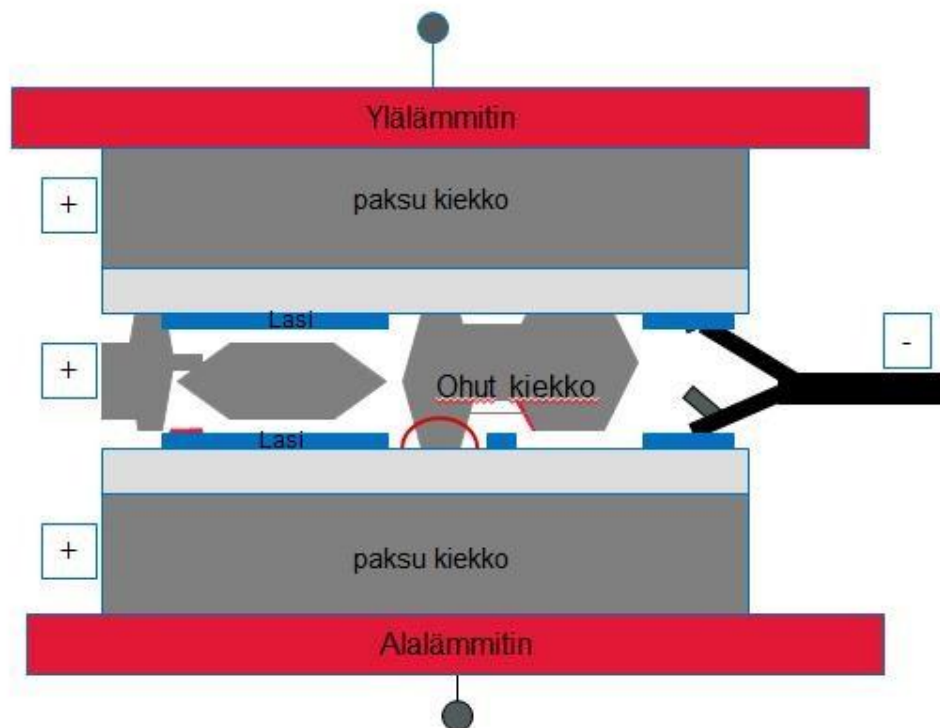 Ylälämmitin
+
paksu kiekko
Lasi
+
-
Ohut kiekko
Lasi
+
paksu kiekko
Alalämmitin